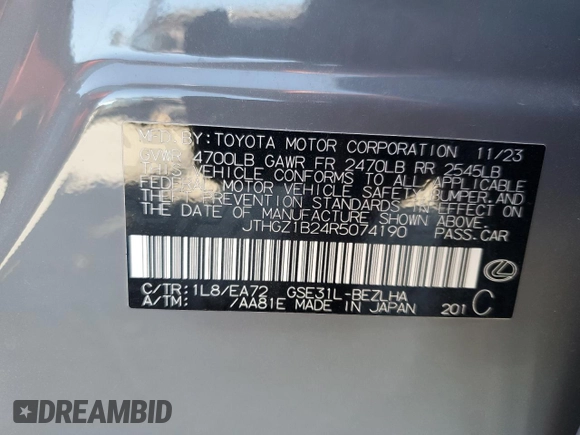 MFD. BY: TOYOTA MOTOR CORPORATION 11/23
GVWR 4700LB GAWR FR 2470LB RR 2545LB
THIS VEHICLE CONFORMS TO ALL APPLICABLE
FEDERAL MOTOR VEHICLE SAFETY, BUMPER, AND
THEFT PREVENTION STANDARDS IN EFFECT ON
THE DATE OF MANUFACTURE SHOWN ABOVE.
JTHGZ1B24R5074190 PASS.CAR
C/TR: 1L8/EA72 GSE31L-BEZLHA
A/TM: /AA81E MADE IN JAPAN 201 C
DREAMBID